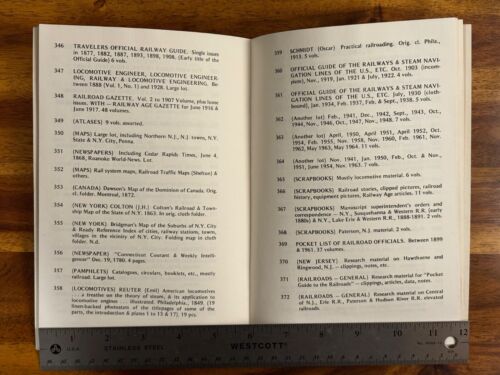 346 TRAVELERS OFFICIAL RAILWAY GUIDE. Single issues
in 1877, 1882, 1887, 1893, 1898, 1908. (Early title of the
Official Guide) 6 vols.
347 LOCOMOTIVE ENGINEER, LOCOMOTIVE ENGINEER-
ING, RAILWAY & LOCOMOTIVE ENGINEERING. Be-
tween 1888 (Vol. 1, No. 1) and 1928. Large lot.
348 RAILROAD GAZETTE. Vol. 2 to 1907 Volume, plus loose
issues, WITH — RAILWAY AGE GAZETTE for June 1916 &
June 1917. 48 volumes.
349 (ATLASES). 9 vols. assorted.
350 (MAPS) Large lot, including Northern N.J., N.J. towns, N.Y.
State & N.Y. City, Penna.
351 (NEWSPAPERS) Including Cedar Rapids Times, June 4,
1868, Roanoke World-News. Lot.
352 (MAPS) Rail system maps, Railroad Traffic Maps (Shelton) &
others.
353 (CANADA) Dawson's Map of the Dominion of Canada. Orig.
cl. folder. Montreal, 1872.
354 (NEW YORK) COLTON (J.H.) Colton's Railroad & Town-
ship Map of the State of N.Y. 1863. In orig. cloth folder.
355 (NEW YORK) Bridgman's Map of the Suburbs of N.Y. City
& Ready Reference Index of cities, railway stations, towns,
villages in the vicinity of N.Y. City. Folding map in cloth
folder. N.d.
356 (NEWSPAPER) "Connecticut Courant & Weekly Intelli-
gencer" Dec. 19, 1780. 4 pages.
357 (PAMPHLETS) Catalogues, circulars, booklets, etc., mostly
railroad. Large lot.
358 (LOCOMOTIVES) REUTER (Emil) American locomotives
... a treatise on the theory of steam, & its application to
locomotive engines ... illustrated. Philadelphia, 1849. (19
linen-backed photostats of the drawings of some of the
parts, the introduction & plans 1 to 13 & 17). 19 pcs.
359 SCHMIDT (Oscar) Practical railroading. Orig. cl. Phila.,
1913. 5 vols.
360 OFFICIAL GUIDE OF THE RAILWAYS & STEAM NAVI-
GATION LINES OF THE U.S., ETC. Oct. 1903 (incom-
plete), Nov., 1919, Jan. 1921 & July, 1922. 4 vols.
361 OFFICIAL GUIDE OF THE RAILWAYS & STEAM NAVI-
GATION LINES OF THE U.S., ETC. July, 1930 (cloth-
bound), Jan, 1934, Feb. 1937, Feb. & Sept., 1938. 5 vols.
362 (Another lot) Feb., 1941, Dec., 1942, Sept., 1943, Oct.,
1944, Nov., 1946, Nov., 1947, Nov., 1948. 7 vols.
363 (Another lot) April, 1950, April, 1951, April, 1952, Oct.
1954, Feb. 1956, Feb. 1958, Oct. 1960, Nov. 1961, May
1962, May 1963, May 1964. 11 vols.
364 (Another lot) Nov. 1941, Jan. 1950, Feb., Oct. & Nov.,
1951, June 1954, Nov. 1963. 7 vols.
365 (SCRAPBOOKS) Mostly locomotive material. 6 vols.
366 (SCRAPBOOKS) Railroad stories, clipped pictures, railroad
history, equipment pictures, Railway Age articles. 11 vols.
367 (SCRAPBOOKS) Manuscript superintendent's orders and
correspondence — N.Y., Susquehanna & Western R.R. (early
1880's) & N.Y., Lake Erie & Western R.R., 1888-1891. 2 vols.
368 (SCRAPBOOKS) Paterson, N.J. material. 2 vols.
369 POCKET LIST OF RAILROAD OFFICIALS. Between 1899
& 1961. 37 volumes.
370 (NEW JERSEY) Research material on Hawthorne and
Ringwood, N.J. — clippings, notes, etc.
371 (RAILROADS — GENERAL) Research material for "Pocket
Guide to the Railroads" — clippings, articles, data, notes.
372 (RAILROADS — GENERAL) Research material on Central
of N.J., Erie R.R., Paterson & Hudson River R.R. elevated
railroads.
1 2 3 4 5 6 7 8 9 10 11 12
U.S.A. STAINLESS STEEL WESTCOTT